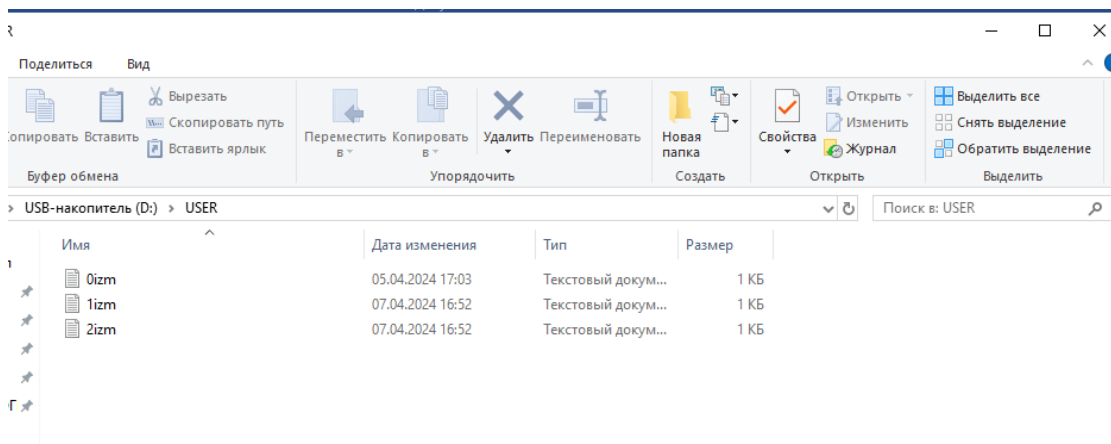 Поделиться Вид
Вырезать
Скопировать путь
Вставить ярлык
Копировать Вставить
Переместить в Копировать в Удалить Переименовать
Новая папка
Свойства
Открыть
Изменить
Журнал
Выделить все
Снять выделение
Обратить выделение
Буфер обмена Упорядочить Создать Открыть Выделить
USB-накопитель (D:) USER Поиск в: USER
Имя Дата изменения Тип Размер
0izm 05.04.2024 17:03 Текстовый докум... 1 КБ
1izm 07.04.2024 16:52 Текстовый докум... 1 КБ
2izm 07.04.2024 16:52 Текстовый докум... 1 КБ